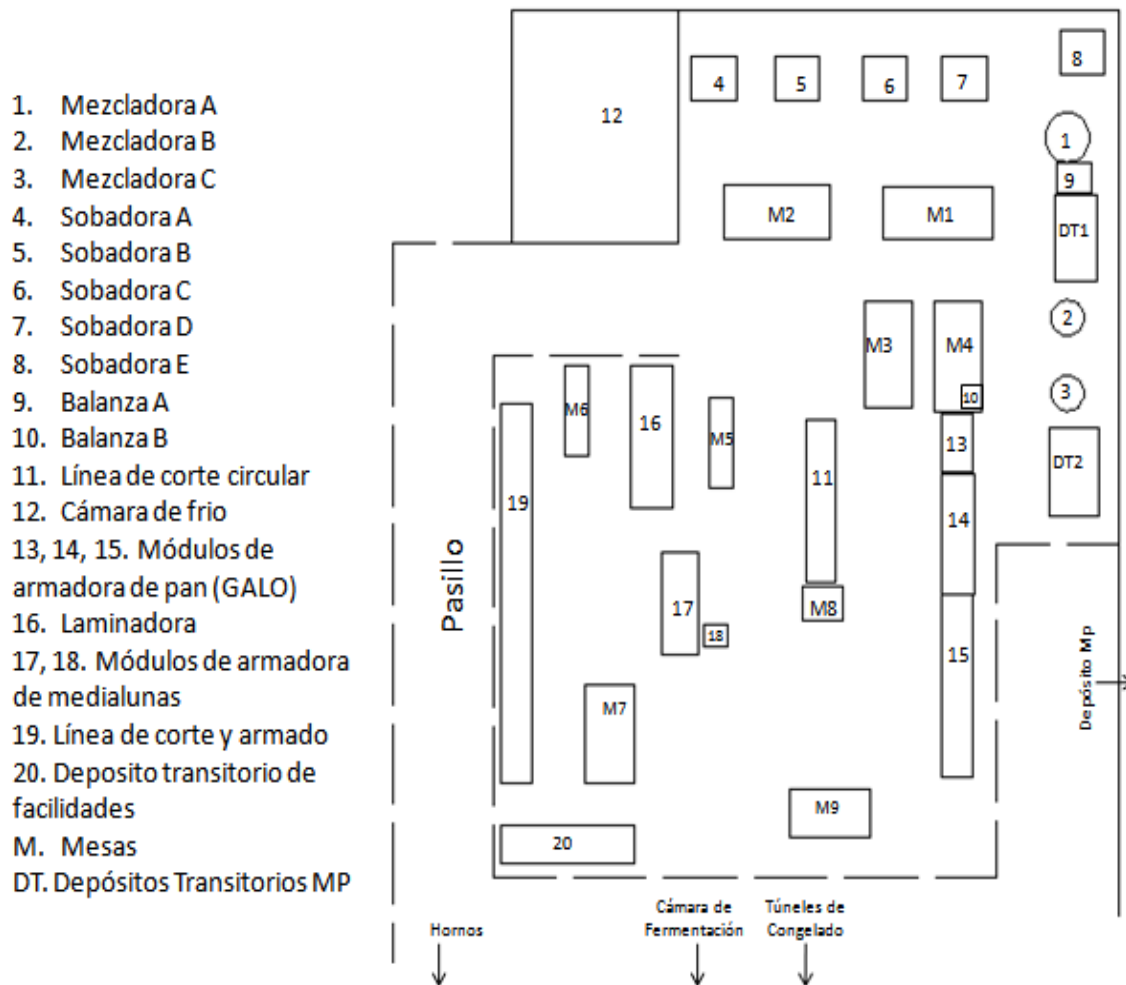 1. Mezcladora A
2. Mezcladora B
3. Mezcladora C
4. Sobadora A
5. Sobadora B
6. Sobadora C
7. Sobadora D
8. Sobadora E
9. Balanza A
10. Balanza B
11. Línea de corte circular
12. Cámara de frio
13, 14, 15. Módulos de
armadora de pan (GALO)
16. Laminadora
17, 18. Módulos de armadora
de medialunas
19. Línea de corte y armado
20. Deposito transitorio de
facilidades
M. Mesas
DT. Depósitos Transitorios MP
12
4
5
6
7
8
1
9
DT1
M2
M1
2
M3
M4
10
3
M6
16
M5
11
13
DT2
19
14
Pasillo
17
18
M8
15
Depósito Mp
M7
M9
20
Hornos
Cámara de
Fermentación
Túneles de
Congelado